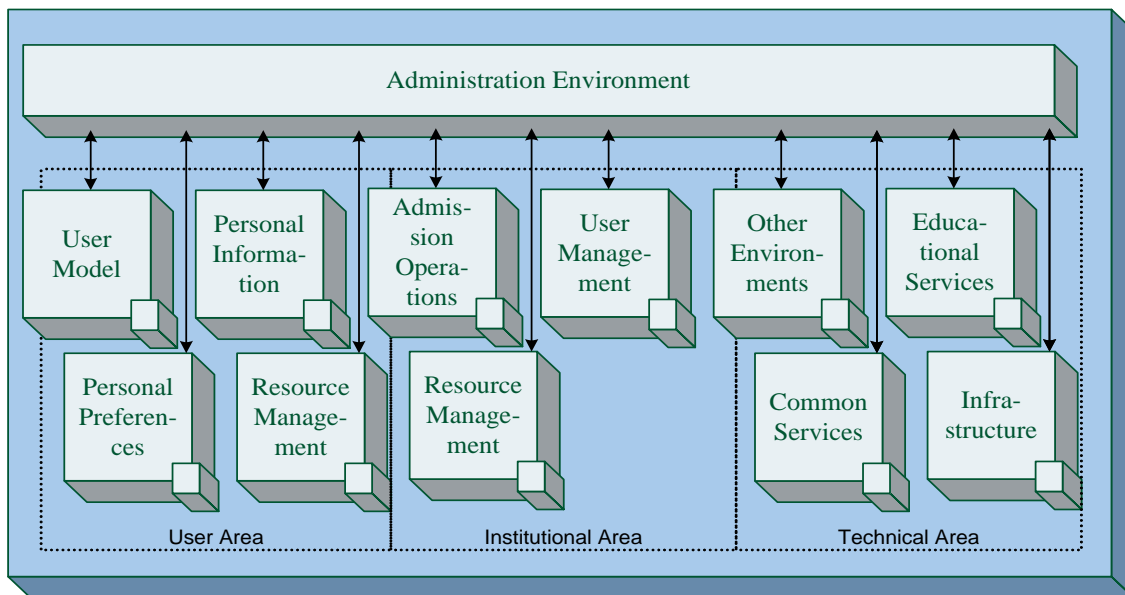 Administration Environment
User
Model
Personal
Informa-
tion
Admis-
sion
Opera-
tions
User
Manage-
ment
Other
Environ-
ments
Educa-
tional
Services
Personal
Preferen-
ces
Resource
Manage-
ment
Resource
Manage-
ment
Common
Services
Infra-
structure
User Area
Institutional Area
Technical Area